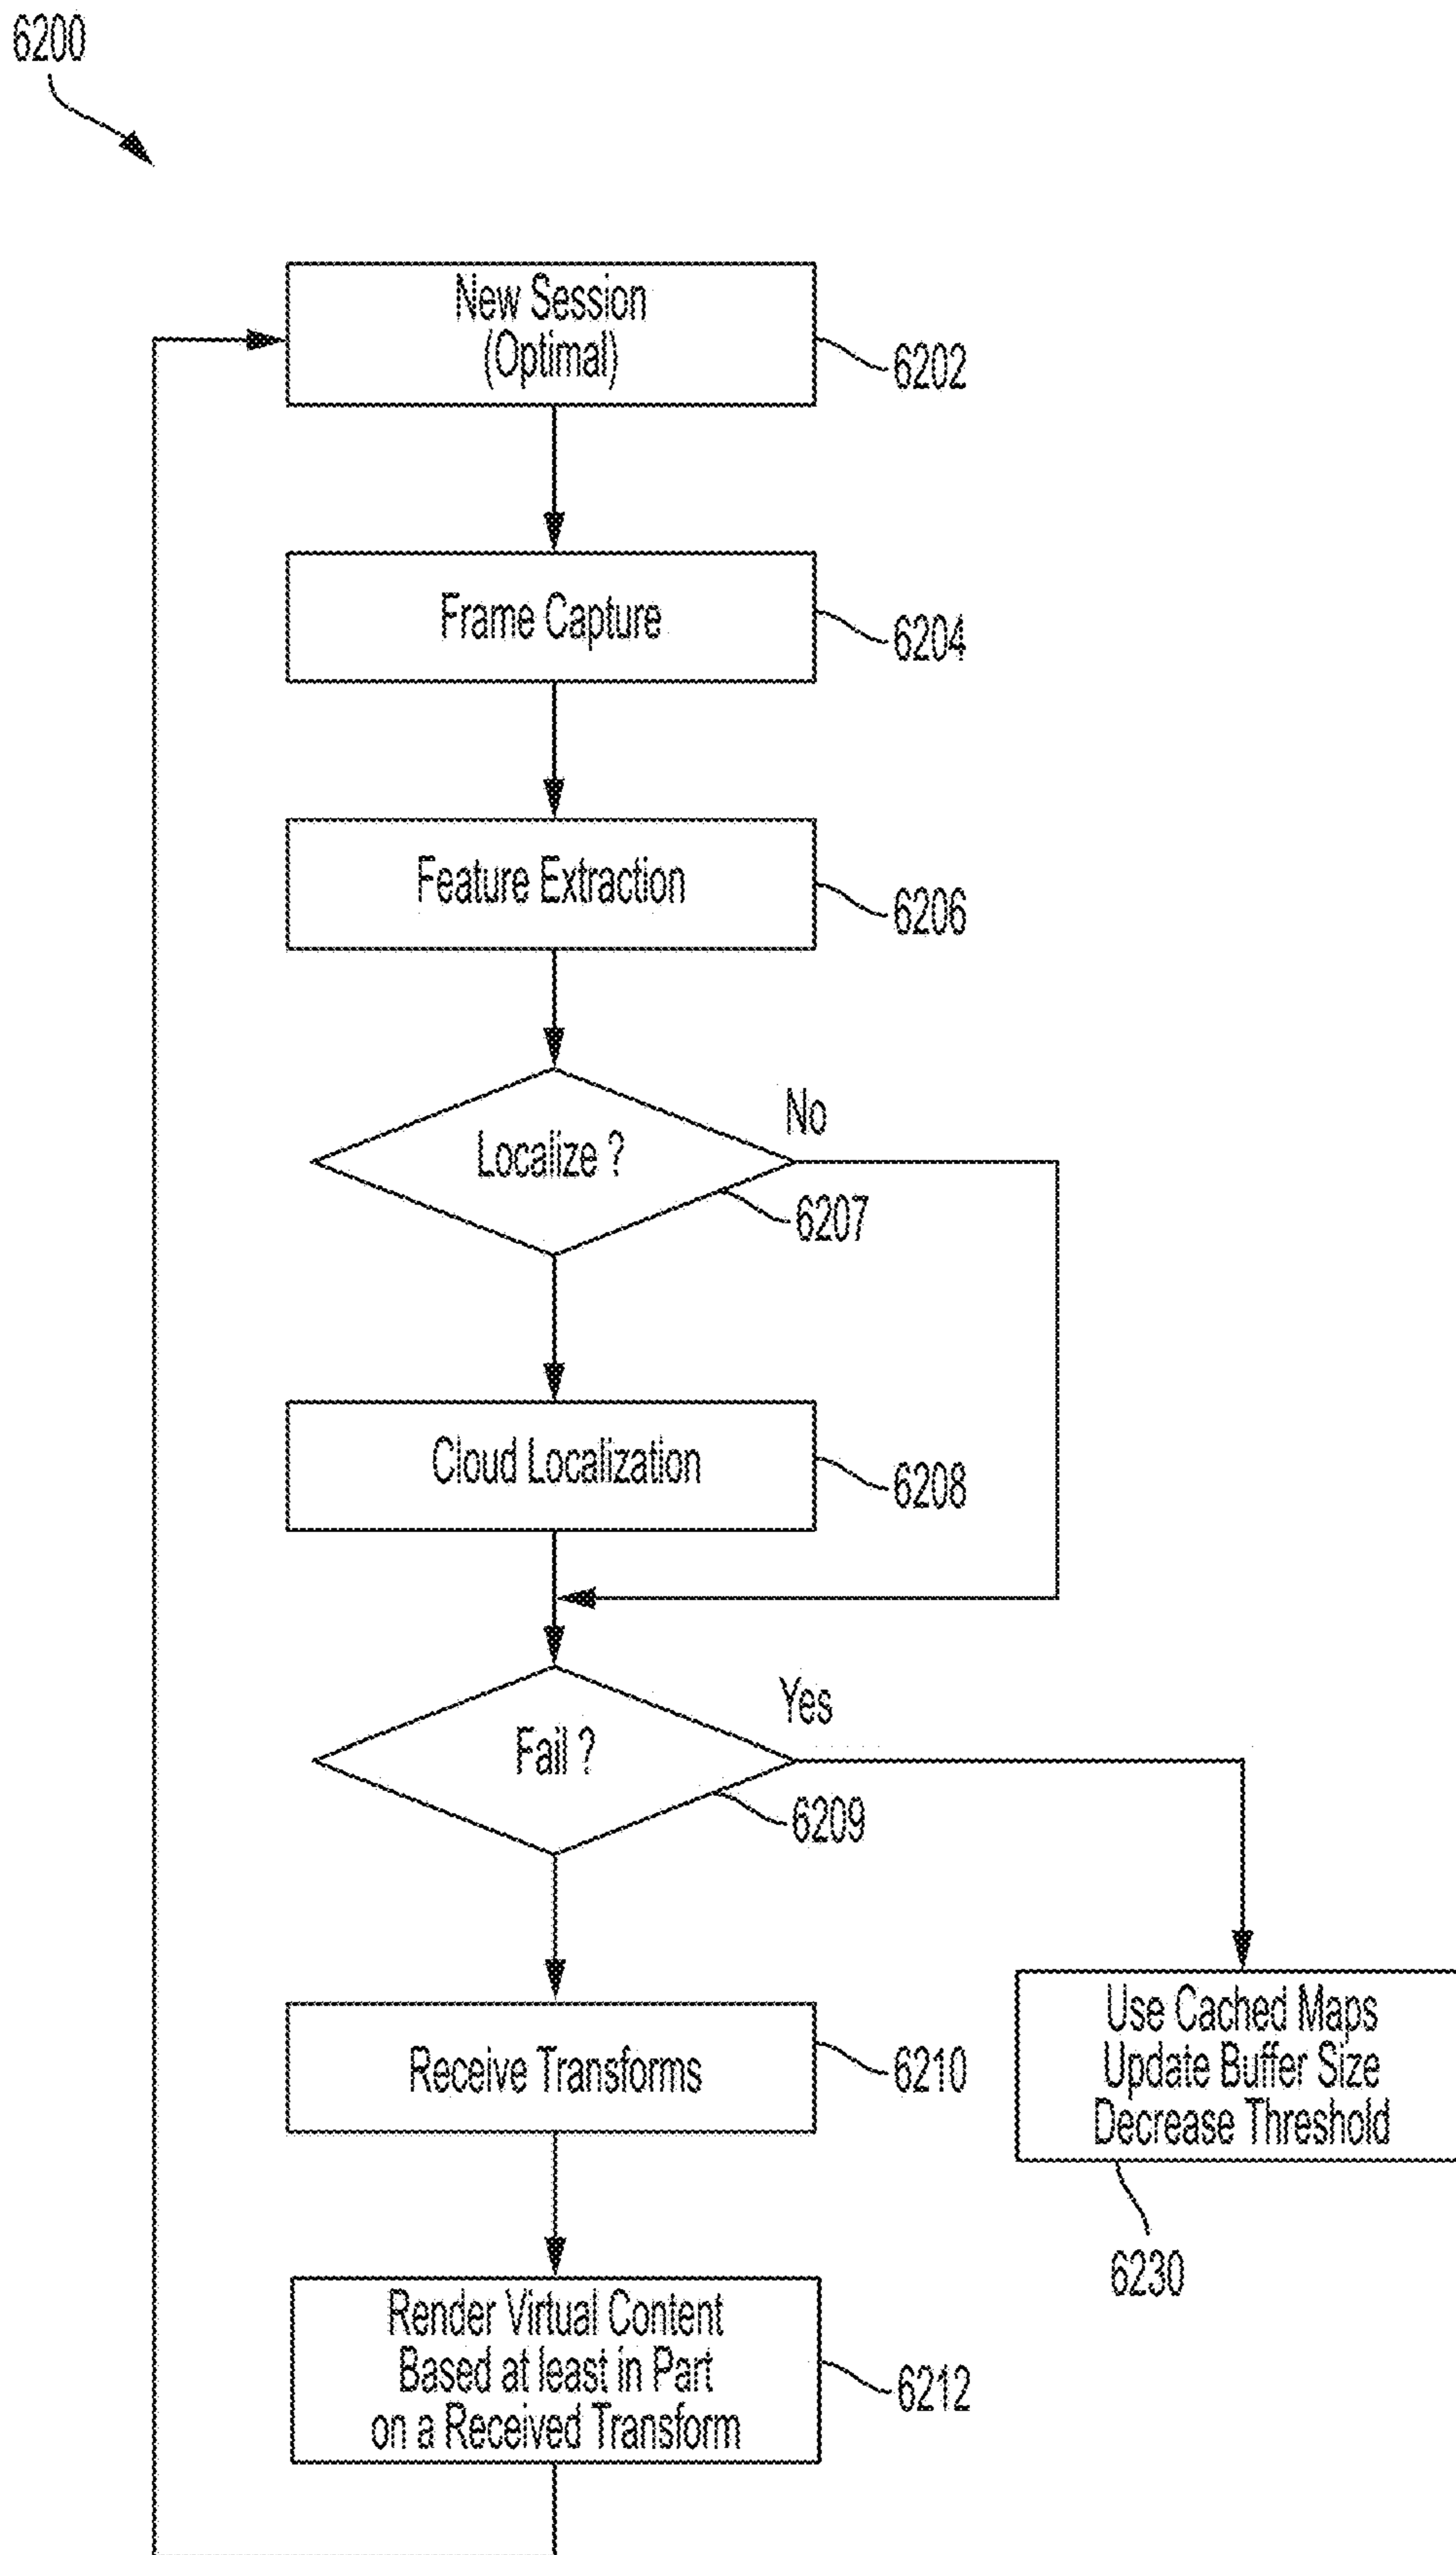 6200
New Session
(Optimal)
6202
Frame Capture
6204
Feature Extraction
6206
Localize ?
No
6207
Cloud Localization
6208
Fail ?
Yes
6209
Receive Transforms
6210
Use Cached Maps
Update Buffer Size
Decrease Threshold
6230
Render Virtual Content
Based at least in Part
on a Received Transform
6212